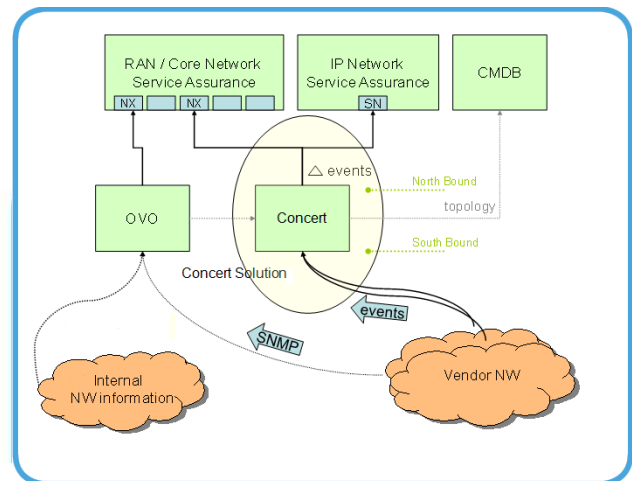 RAN / Core Network
Service Assurance
NX
NX
IP Network
Service Assurance
SN
CMDB
△ events
North Bound
OVO
Concert
topology
South Bound
Concert Solution
events
SNMP
Internal
NW information
Vendor NW